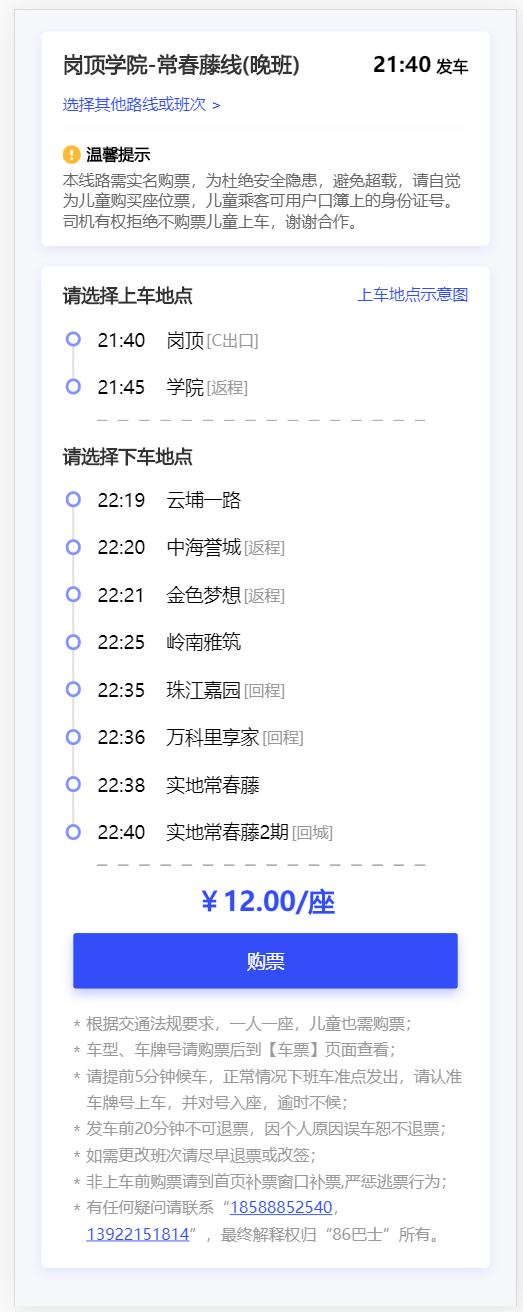 岗顶学院-常春藤线(晚班) 21:40 发车
选择其他路线或班次 >
温馨提示
本线路需实名购票，为杜绝安全隐患，避免超载，请自觉
为儿童购买座位票，儿童乘客可用户口簿上的身份证号。
司机有权拒绝不购票儿童上车，谢谢合作。
请选择上车地点 上车地点示意图
21:40 岗顶[C出口]
21:45 学院[返程]
请选择下车地点
22:19 云埔一路
22:20 中海誉城[返程]
22:21 金色梦想[返程]
22:25 岭南雅筑
22:35 珠江嘉园[回程]
22:36 万科里享家[回程]
22:38 实地常春藤
22:40 实地常春藤2期[回城]
￥12.00/座
购票
* 根据交通法规要求，一人一座，儿童也需购票；
* 车型、车牌号请购票后到【车票】页面查看；
* 请提前5分钟候车，正常情况下班车准点发出，请认准
车牌号上车，并对号入座，逾时不候；
* 发车前20分钟不可退票，因个人原因误车恕不退票；
* 如需更改班次请尽早退票或改签；
* 非上车前购票请到首页补票窗口补票,严惩逃票行为；
* 有任何疑问请联系“18588852540，
13922151814”，最终解释权归“86巴士”所有。